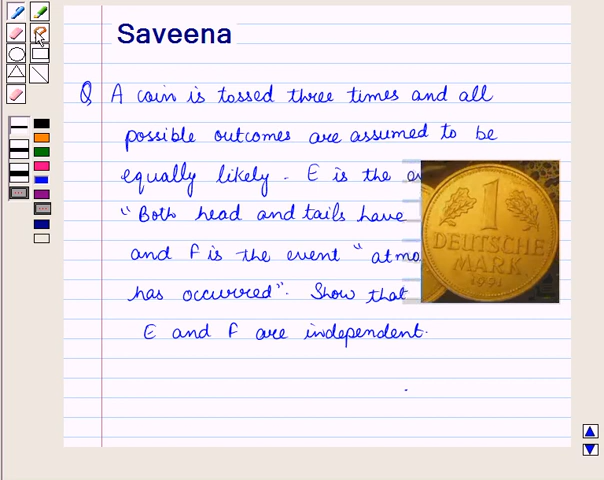 Saveena
Q A coin is tossed three times and all
possible outcomes are assumed to be
equally likely. E is the
"Both head and tails have
and F is the event "atmo
has occurred". Show that
E and F are independent.
1
DEUTSCHE
MARK
1991